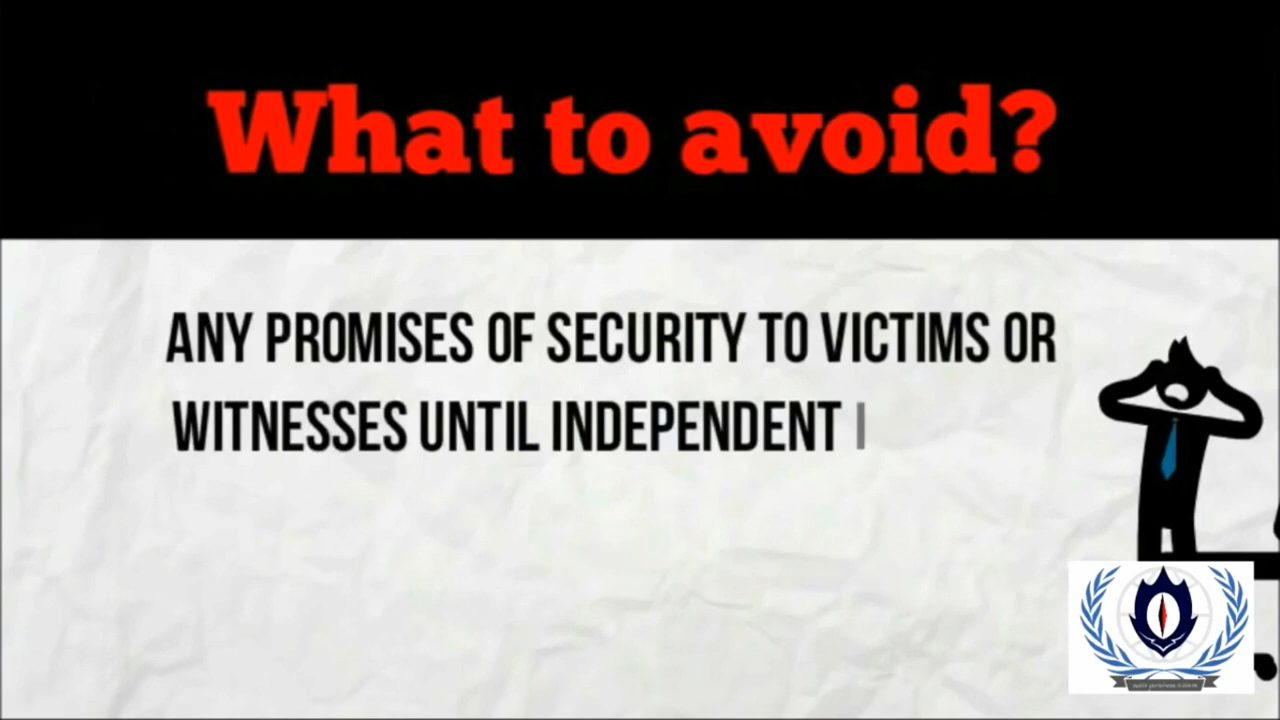 What to avoid?
ANY PROMISES OF SECURITY TO VICTIMS OR
WITNESSES UNTIL INDEPENDENT I